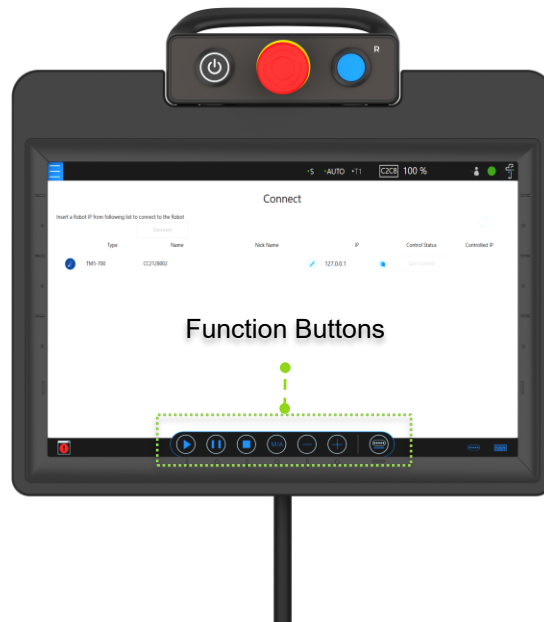 R
-S -AUTO •T1 C2C8 100 %
Connect
Insert a Robot IP from following list to connect to the Robot
Connect
Type Name Nick Name IP Control Status Controlled IP
TM5-700 127.0.0.1
Function Buttons
M/A